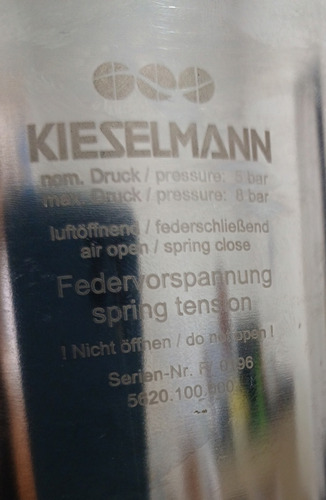 KIESELMANN
nom. Druck / pressure: bar
max. Druck / pressure: 8 bar
luftöffnend / federschließend
air open / spring close
Federvorspannung
spring tension
! Nicht öffnen / do not open !
Serien-Nr.
5620.100.